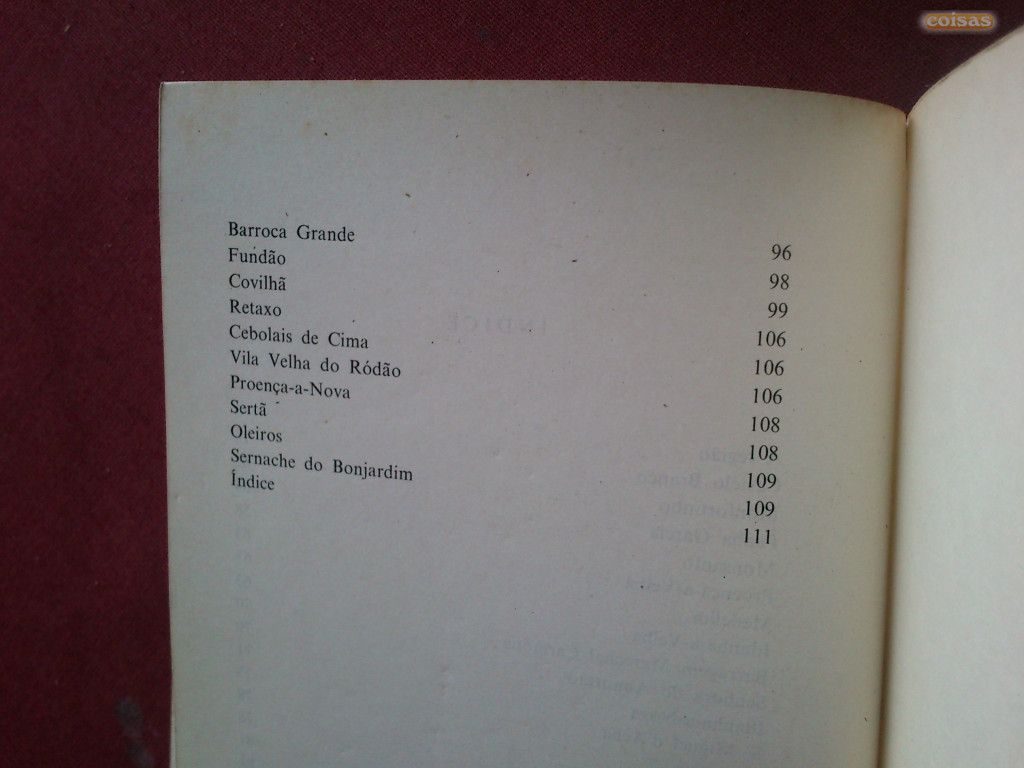 coisas
Barroca Grande 96
Fundão 98
Covilhã 99
Retaxo 106
Cebolais de Cima 106
Vila Velha do Ródão 106
Proença-a-Nova 108
Sertã 108
Oleiros 109
Sernache do Bonjardim 109
Índice 111
ÍNDICE